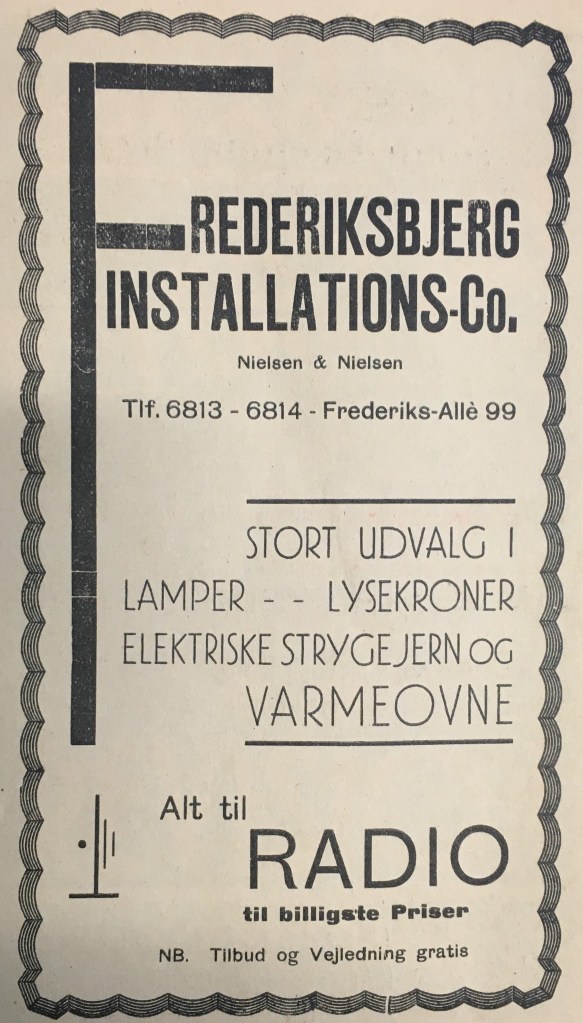 FREDERIKSBJERG
INSTALLATIONS-Co.
Nielsen & Nielsen
Tlf. 6813 - 6814 - Frederiks-Allè 99
STORT UDVALG I
LAMPER - - LYSEKRONER
ELEKTRISKE STRYGEJERN OG
VARMEOVNE
Alt til
RADIO
til billigste Priser
NB. Tilbud og Vejledning gratis